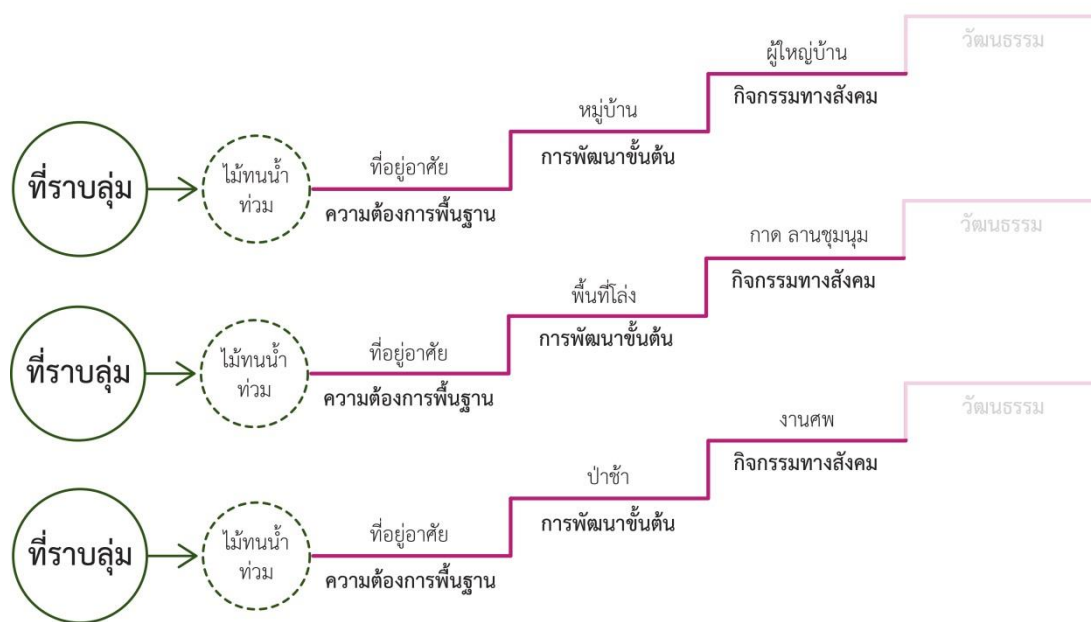 ที่ราบลุ่ม
ไม้ทนน้ำ
ท่วม
ที่อยู่อาศัย
ความต้องการพื้นฐาน
หมู่บ้าน
การพัฒนาขั้นต้น
ผู้ใหญ่บ้าน
กิจกรรมทางสังคม
วัฒนธรรม
ที่ราบลุ่ม
ไม้ทนน้ำ
ท่วม
ที่อยู่อาศัย
ความต้องการพื้นฐาน
พื้นที่โล่ง
การพัฒนาขั้นต้น
กาด ลานชุมนุม
กิจกรรมทางสังคม
วัฒนธรรม
ที่ราบลุ่ม
ไม้ทนน้ำ
ท่วม
ที่อยู่อาศัย
ความต้องการพื้นฐาน
ป่าช้า
การพัฒนาขั้นต้น
งานศพ
กิจกรรมทางสังคม
วัฒนธรรม